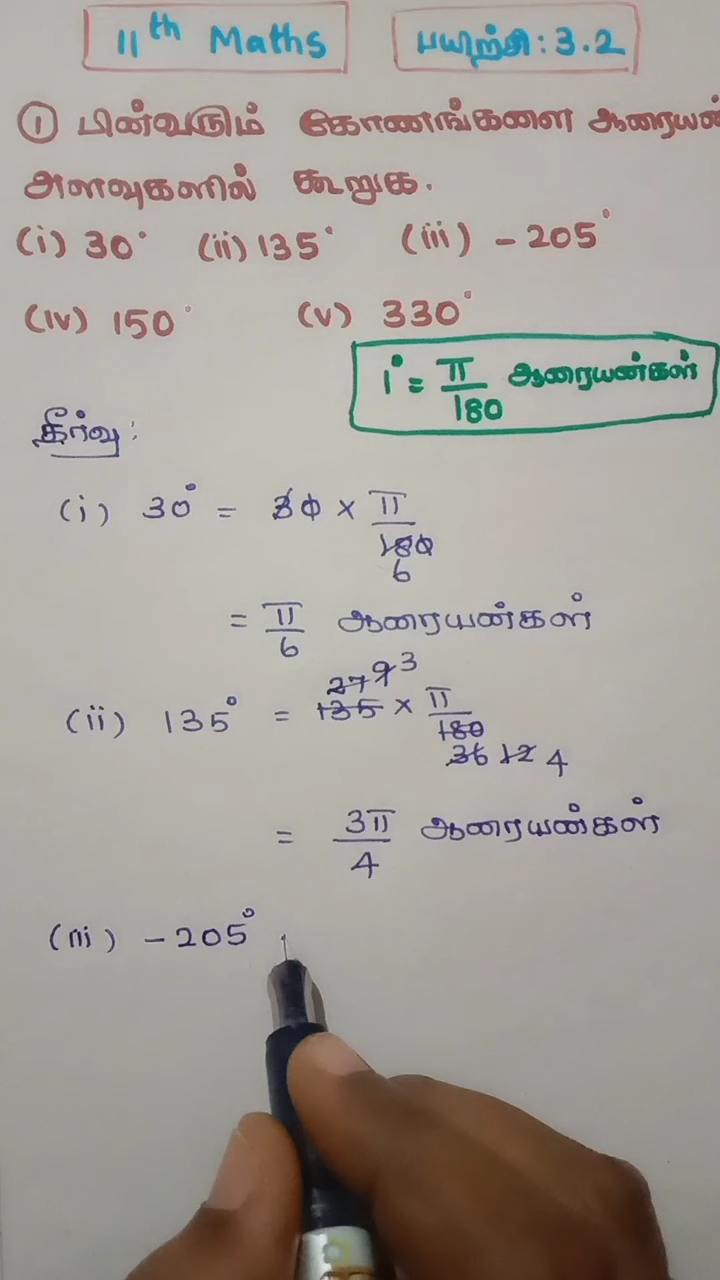 11th Maths பயிற்சி : 3.2
① பின்வரும் கோணங்களை ஆரையன்
அளவுகளில் கூறுக.
(i) 30° (ii) 135° (iii) -205°
(iv) 150° (v) 330°
1° = π/180 ஆரையன்கள்
தீர்வு :
(i) 30° = 30 × π/180
6
= π/6 ஆரையன்கள்
27 9 3
(ii) 135° = 135 × π/180
36 12 4
= 3π/4 ஆரையன்கள்
(iii) -205°